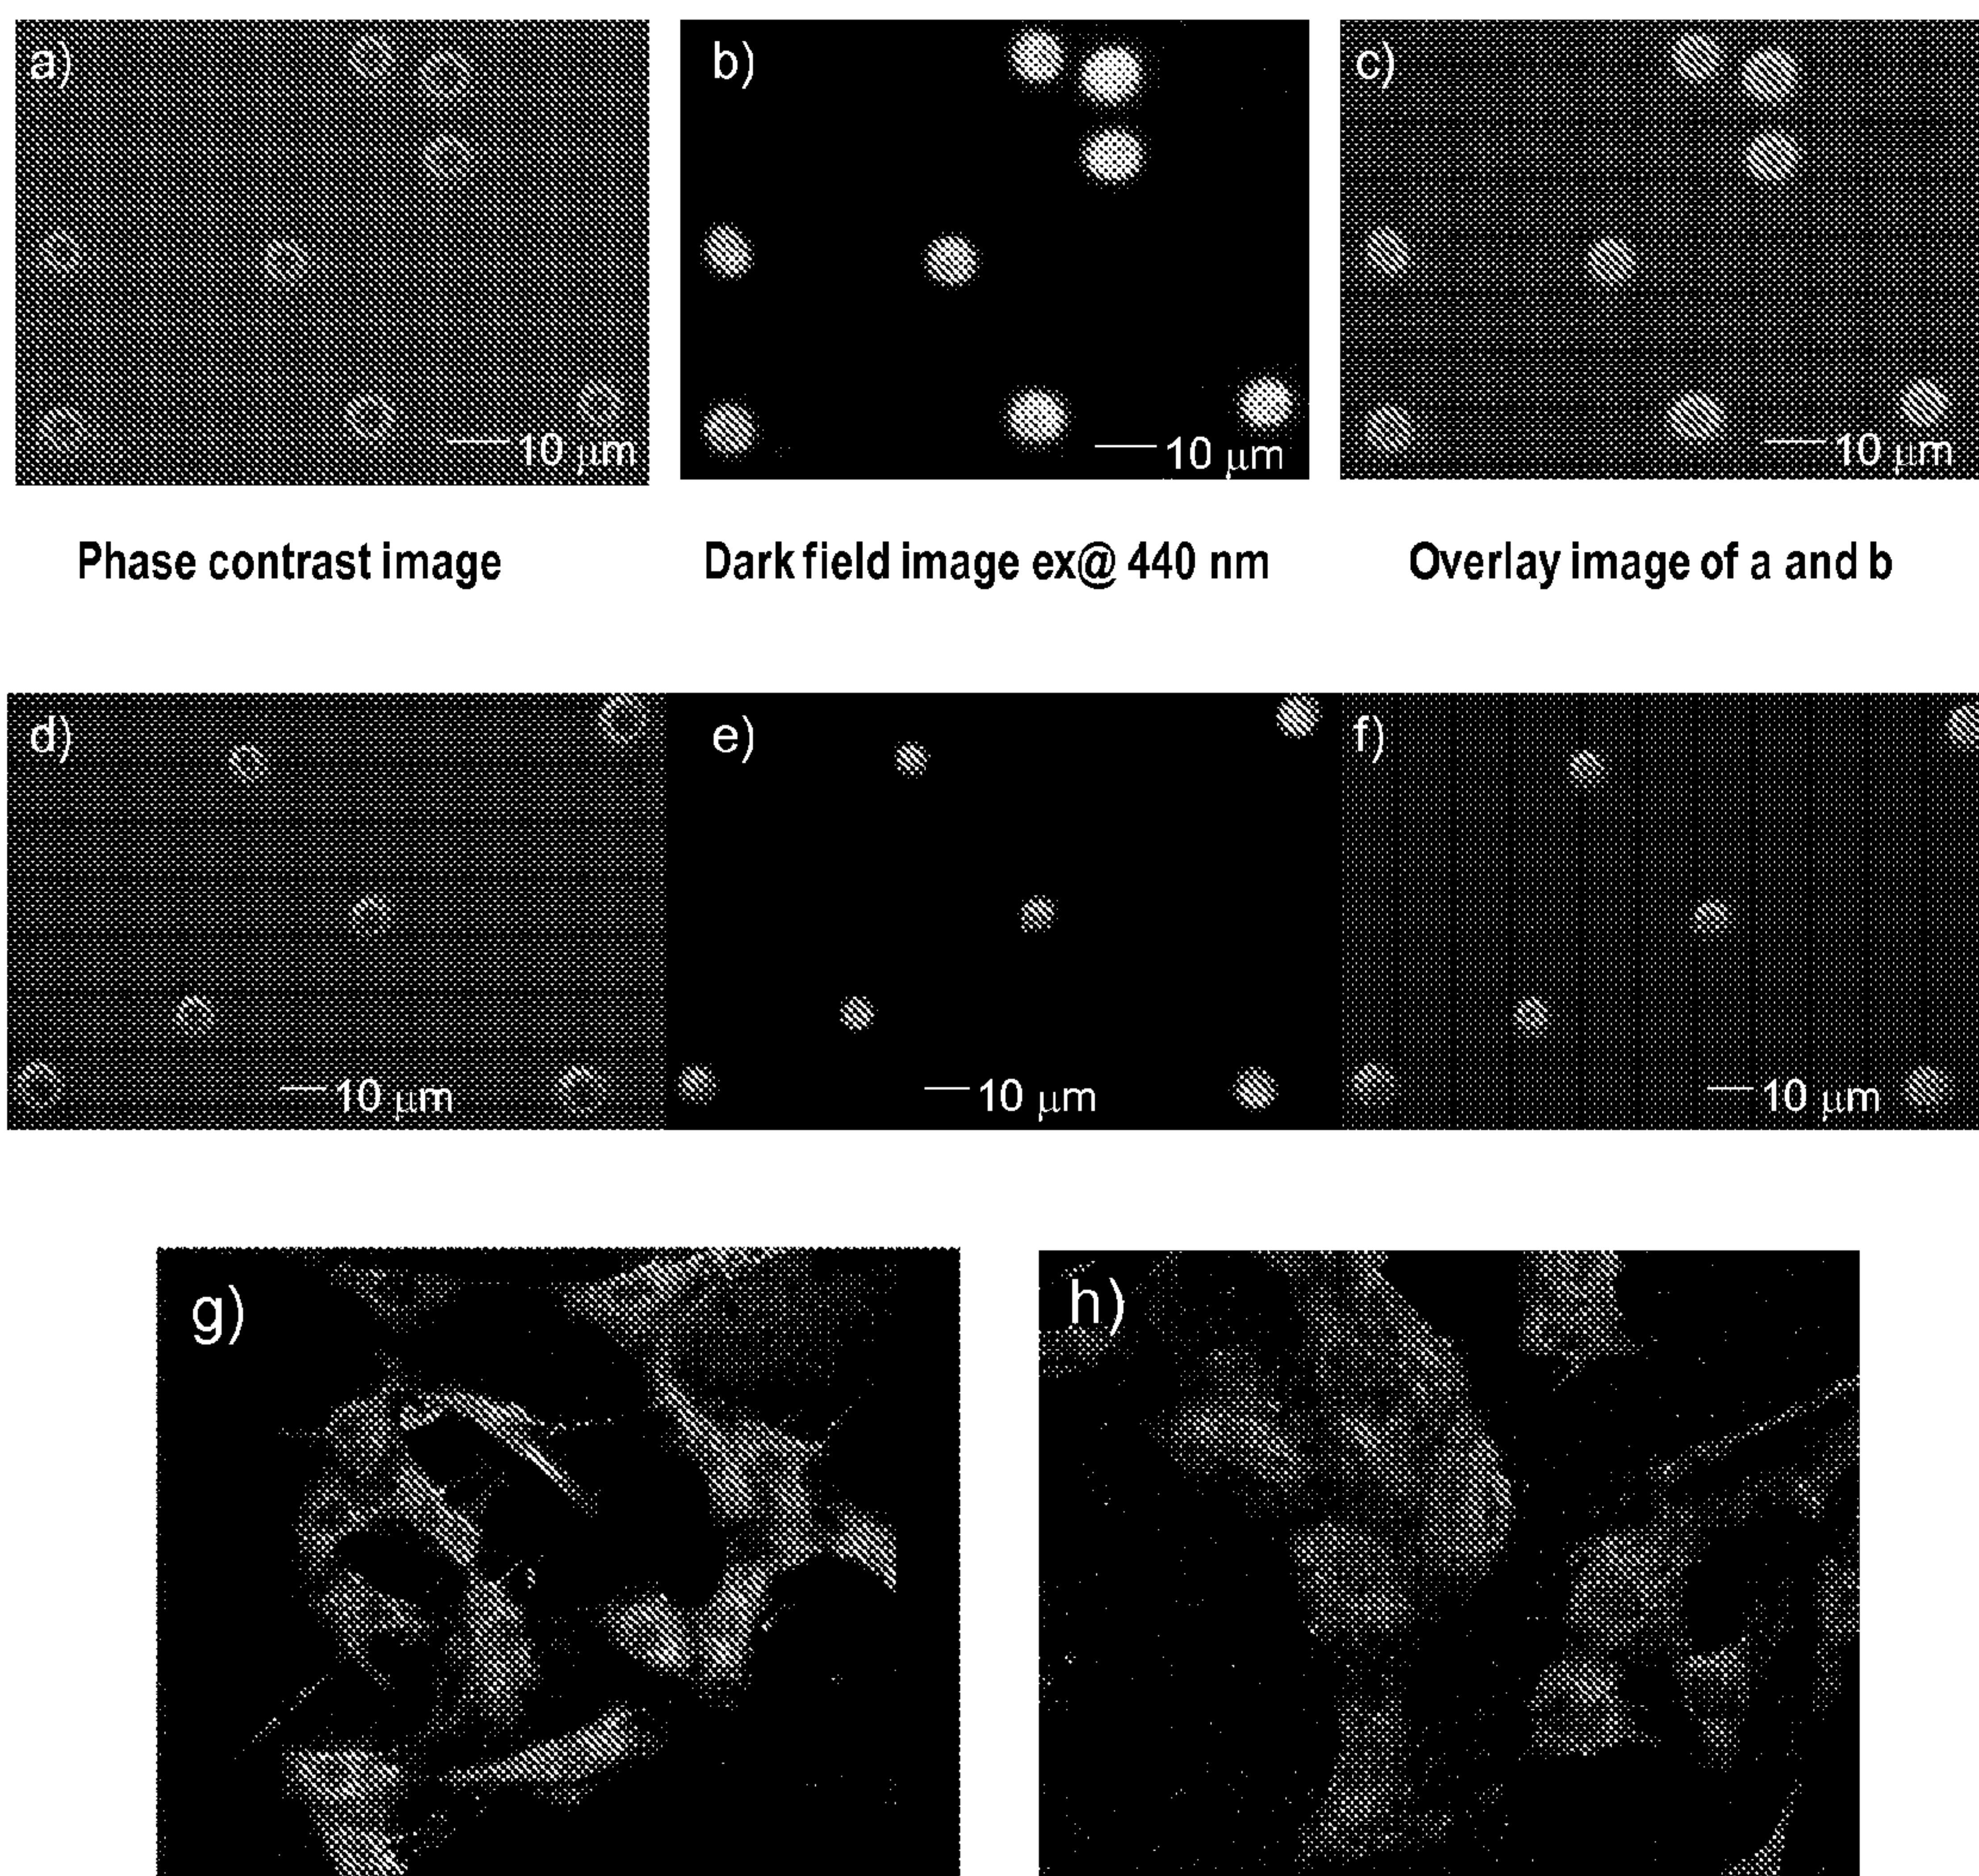 a)
b)
c)
10 μm
10 μm
10 μm
Phase contrast image
Dark field image ex@ 440 nm
Overlay image of a and b
d)
e)
f)
10 μm
10 μm
10 μm
g)
h)